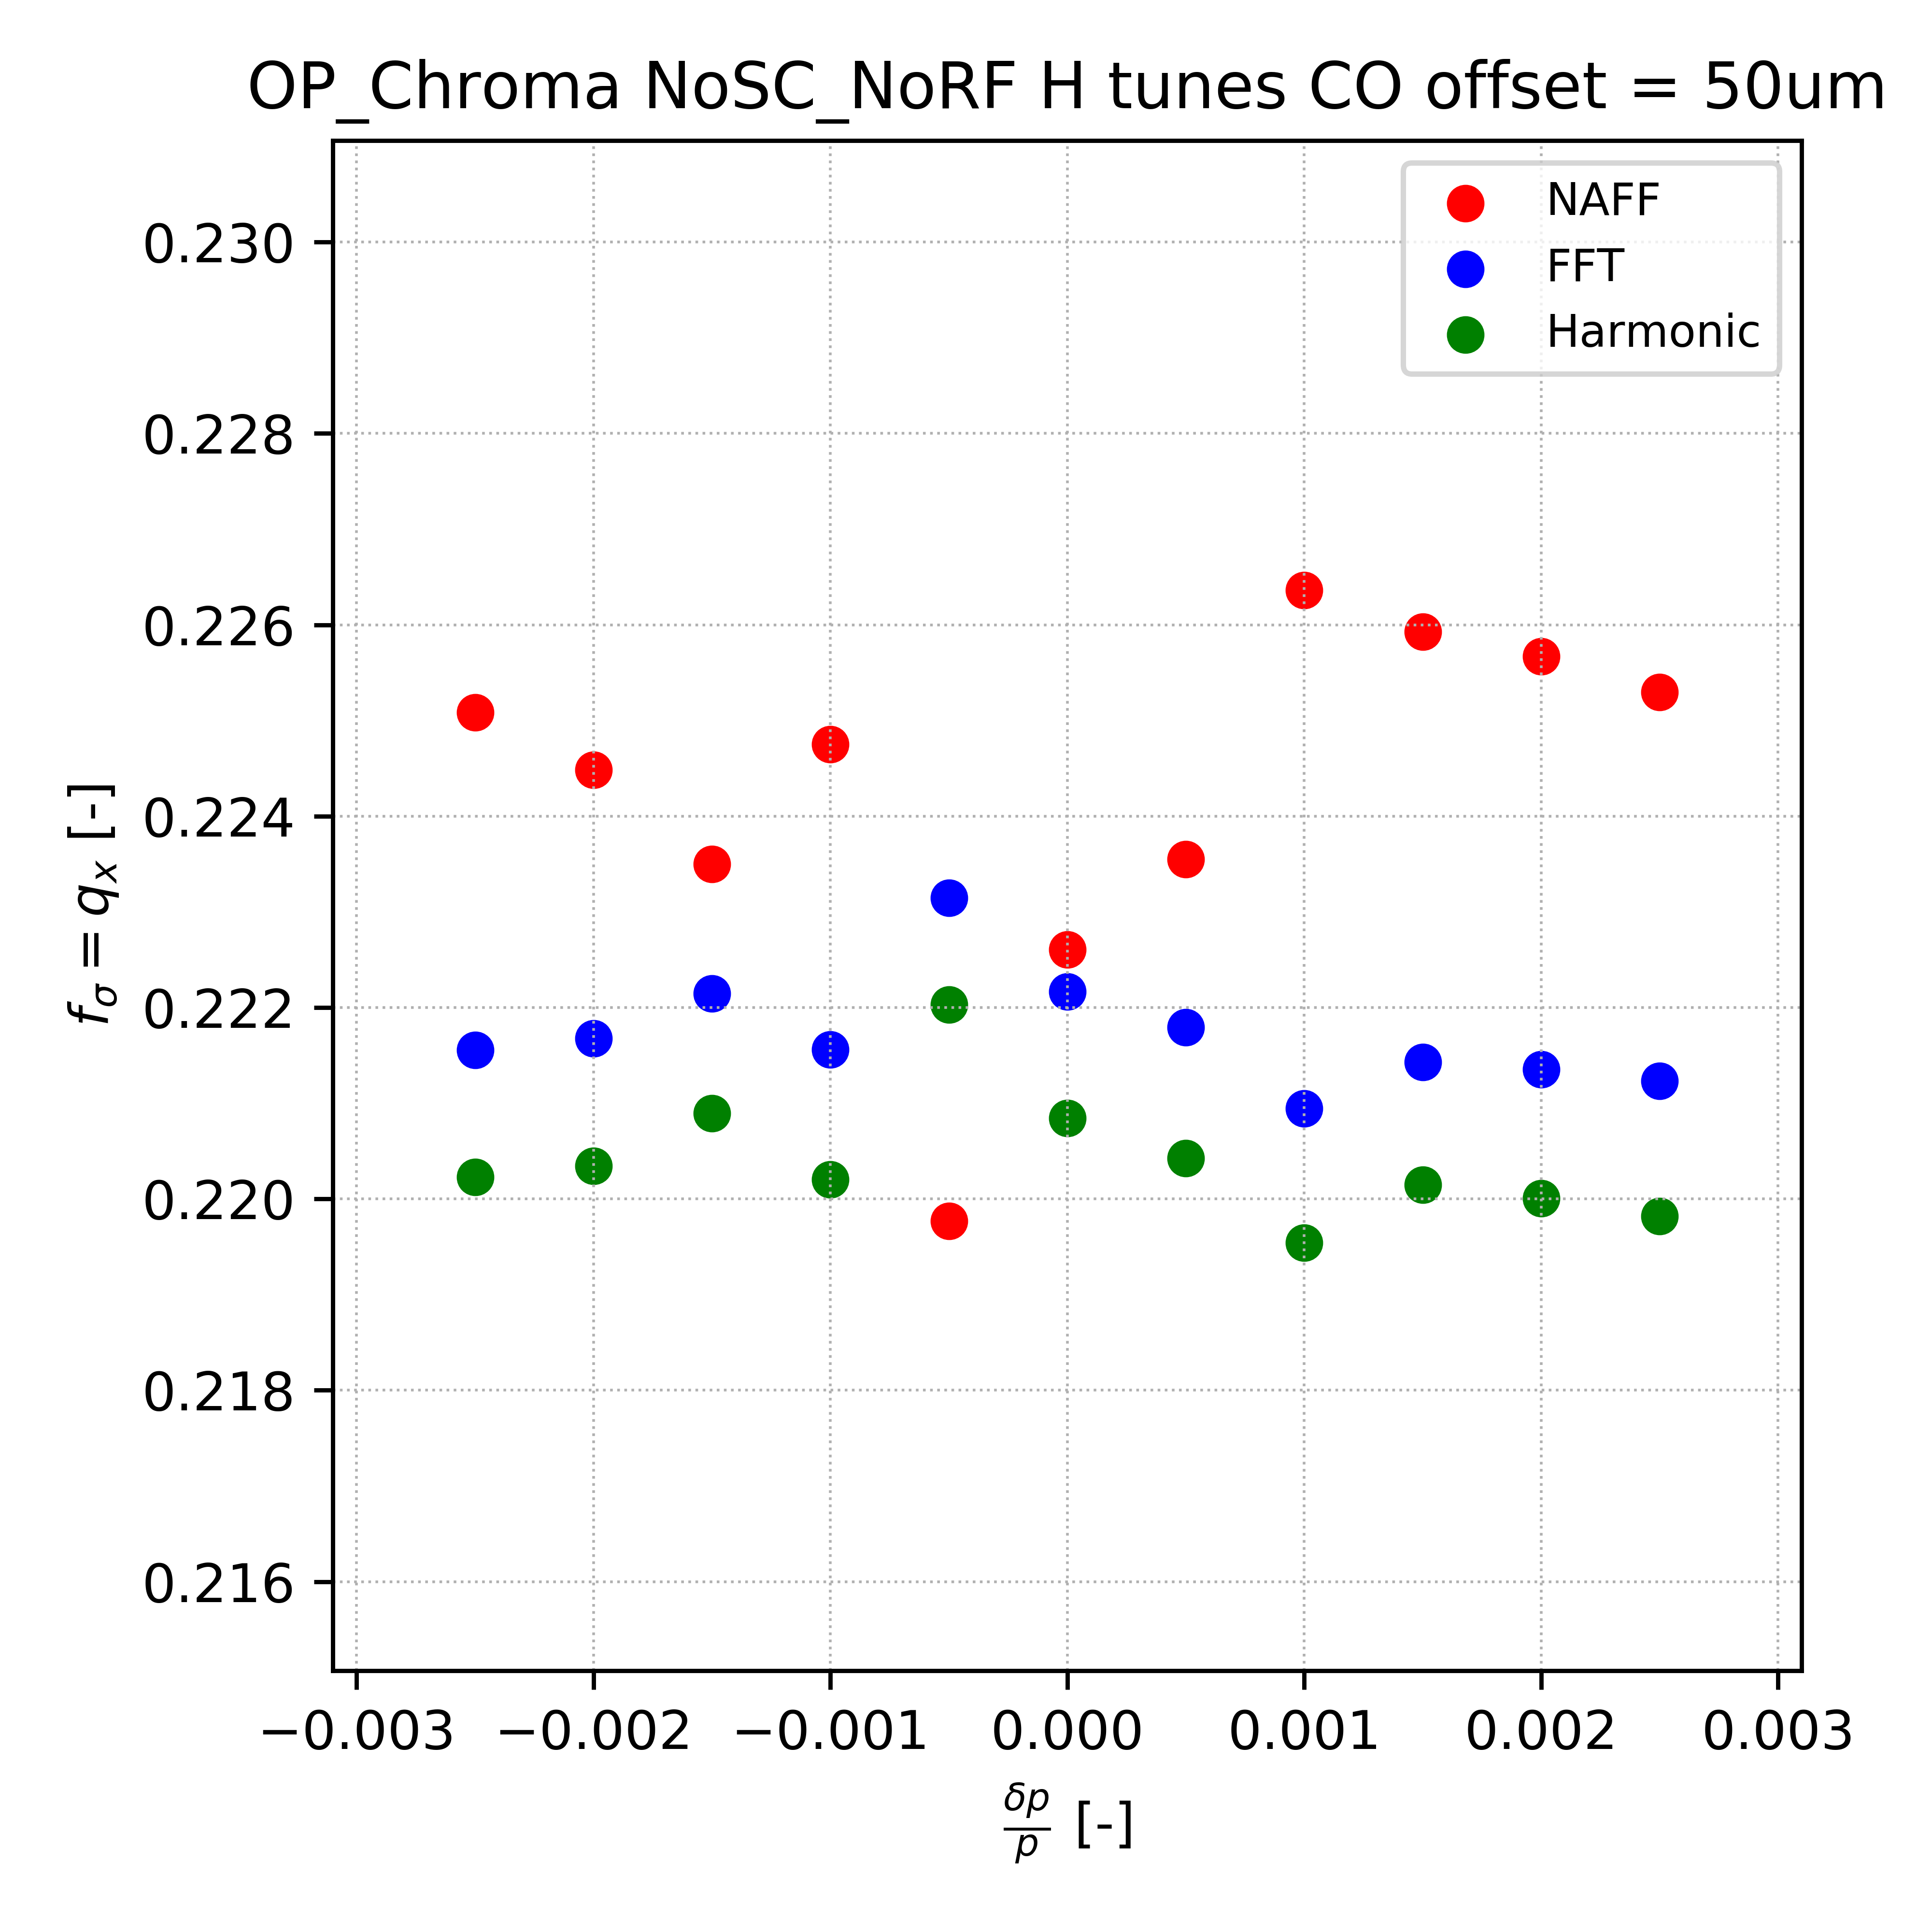 OP_Chroma NoSC_NoRF H tunes CO offset = 50um
NAFF
FFT
Harmonic
0.230
0.228
0.226
0.224
0.222
0.220
0.218
0.216
f_σ = q_x [-]
−0.003 −0.002 −0.001 0.000 0.001 0.002 0.003
δp/p [-]